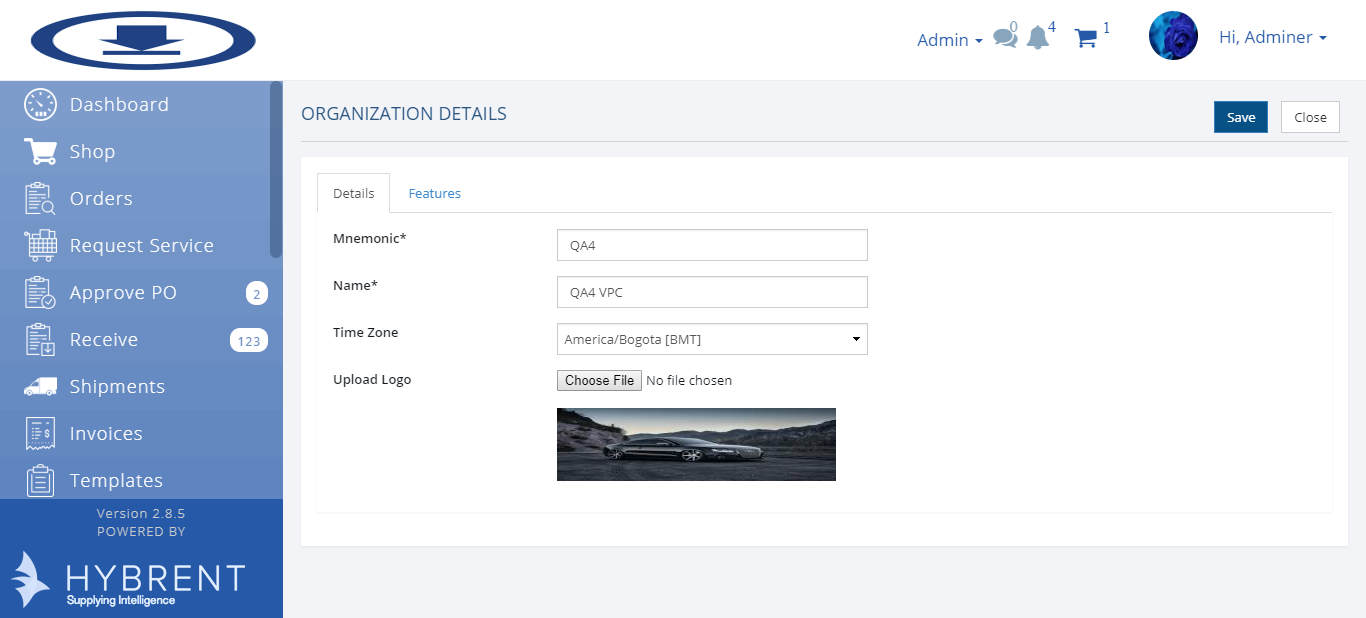 Admin
0
4
1
Hi, Adminer
Dashboard
Shop
Orders
Request Service
Approve PO 2
Receive 123
Shipments
Invoices
Templates
Version 2.8.5
POWERED BY
HYBRENT
Supplying Intelligence
ORGANIZATION DETAILS
Save
Close
Details
Features
Mnemonic*
QA4
Name*
QA4 VPC
Time Zone
America/Bogota [BMT]
Upload Logo
Choose File No file chosen